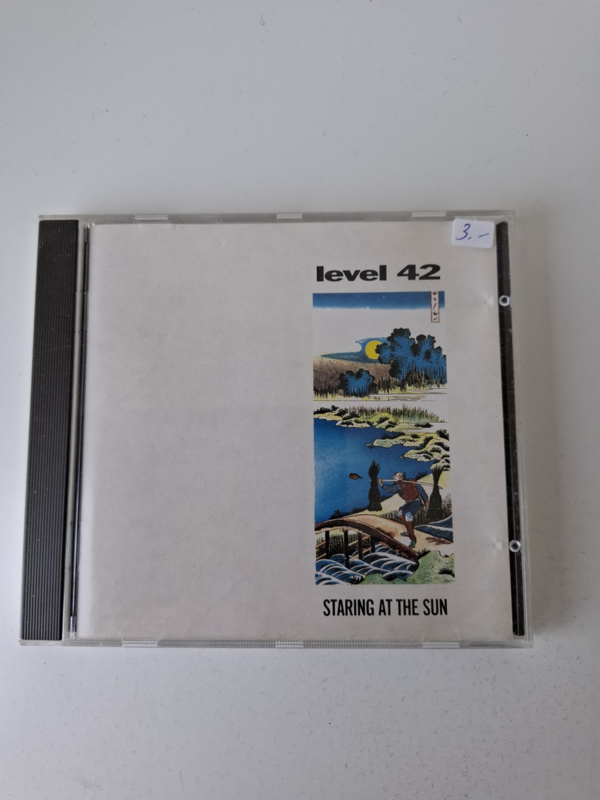 3.-
level 42
STARING AT THE SUN